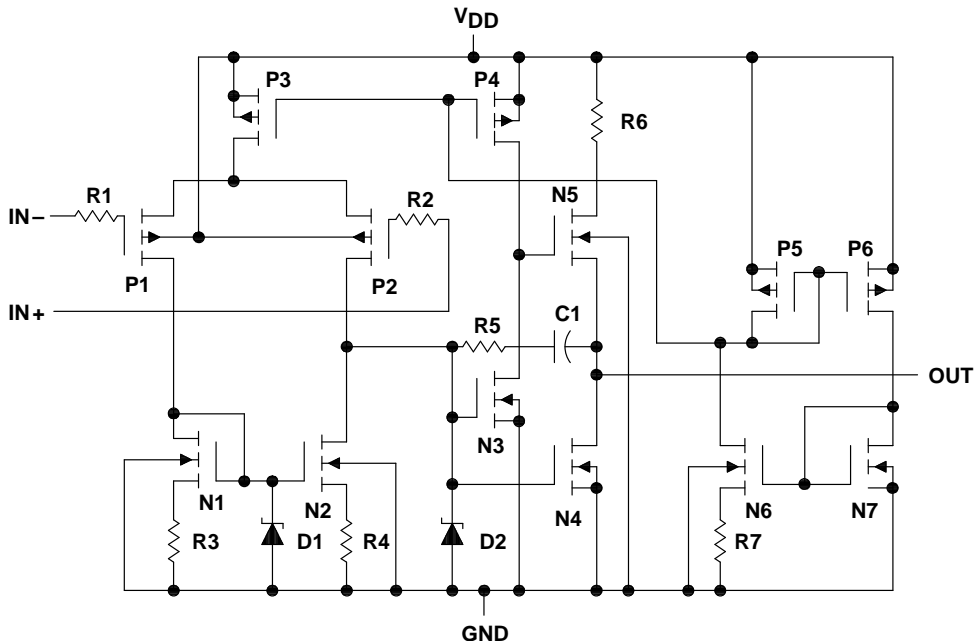 VDD
P3
P4
R6
R1
R2
N5
IN−
P5
P6
P1
P2
IN+
R5
C1
OUT
N3
N1
N2
N4
N6
N7
R3
D1
R4
D2
R7
GND